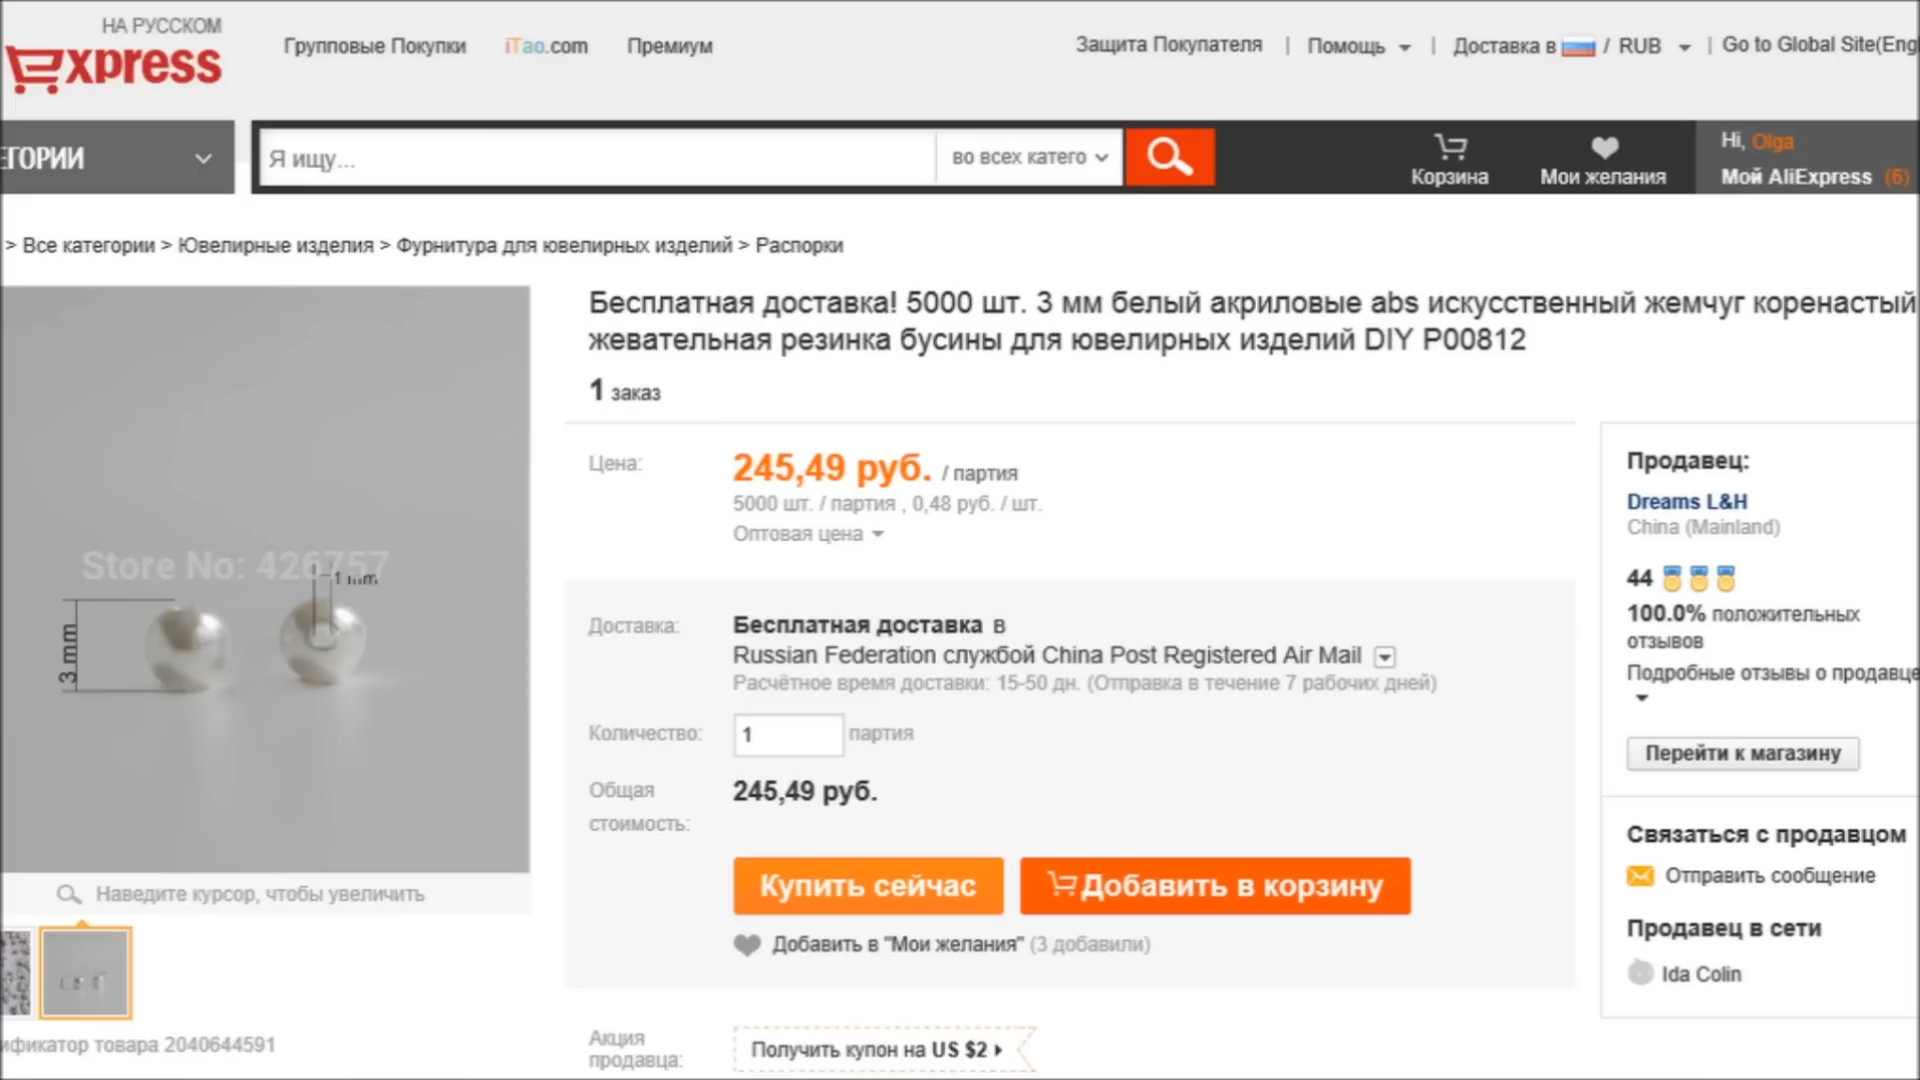 НА РУССКОМ
Express
Групповые Покупки
iTao.com
Премиум
Защита Покупателя | Помощь | Доставка в / RUB | Go to Global Site(Engl
ЕГОРИИ
Я ищу...
во всех катего
Корзина
Мои желания
Hi, Olga
Мой AliExpress (6)
> Все категории > Ювелирные изделия > Фурнитура для ювелирных изделий > Распорки
Бесплатная доставка! 5000 шт. 3 мм белый акриловые abs искусственный жемчуг коренастый
жевательная резинка бусины для ювелирных изделий DIY P00812
1 заказ
Store No: 426757
1 mm
3 mm
Наведите курсор, чтобы увеличить
ификатор товара 2040644591
Цена:
245,49 руб. / партия
5000 шт. / партия , 0,48 руб. / шт.
Оптовая цена
Доставка:
Бесплатная доставка в
Russian Federation службой China Post Registered Air Mail
Расчётное время доставки: 15-50 дн. (Отправка в течение 7 рабочих дней)
Количество:
1 партия
Общая
стоимость:
245,49 руб.
Купить сейчас
Добавить в корзину
Добавить в "Мои желания" (3 добавили)
Акция
продавца:
Получить купон на US $2
Продавец:
Dreams L&H
China (Mainland)
44
100.0% положительных
отзывов
Подробные отзывы о продавце
Перейти к магазину
Связаться с продавцом
Отправить сообщение
Продавец в сети
Ida Colin